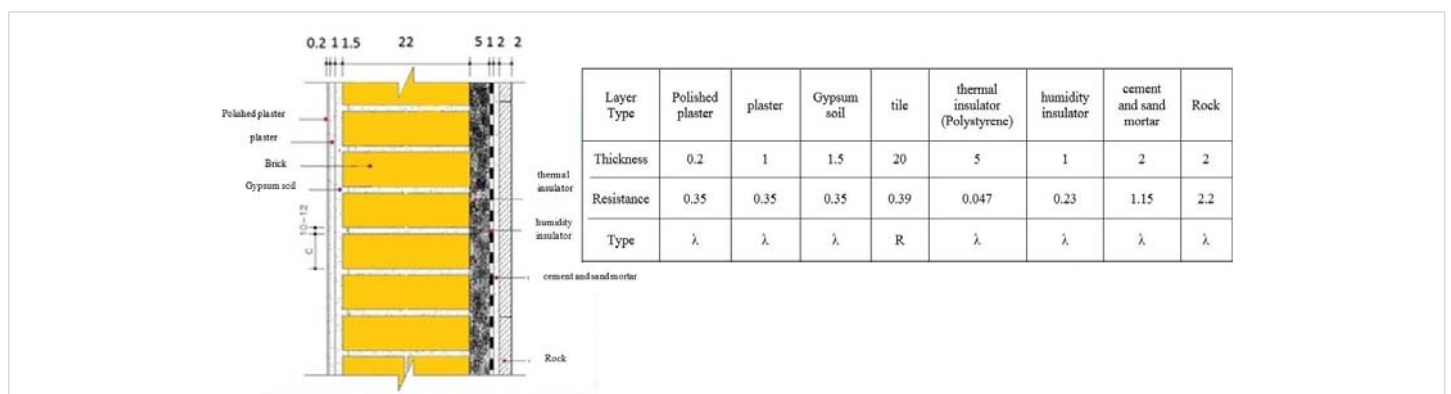 0.2 1 1.5 22 5 1 2 2
Polished plaster
plaster
Brick
Gypsum soil
10-12
C
thermal
insulator
humidity
insulator
cement and sand mortar
Rock
Layer Type Polished plaster plaster Gypsum soil tile thermal insulator (Polystyrene) humidity insulator cement and sand mortar Rock
Thickness 0.2 1 1.5 20 5 1 2 2
Resistance 0.35 0.35 0.35 0.39 0.047 0.23 1.15 2.2
Type λ λ λ R λ λ λ λ